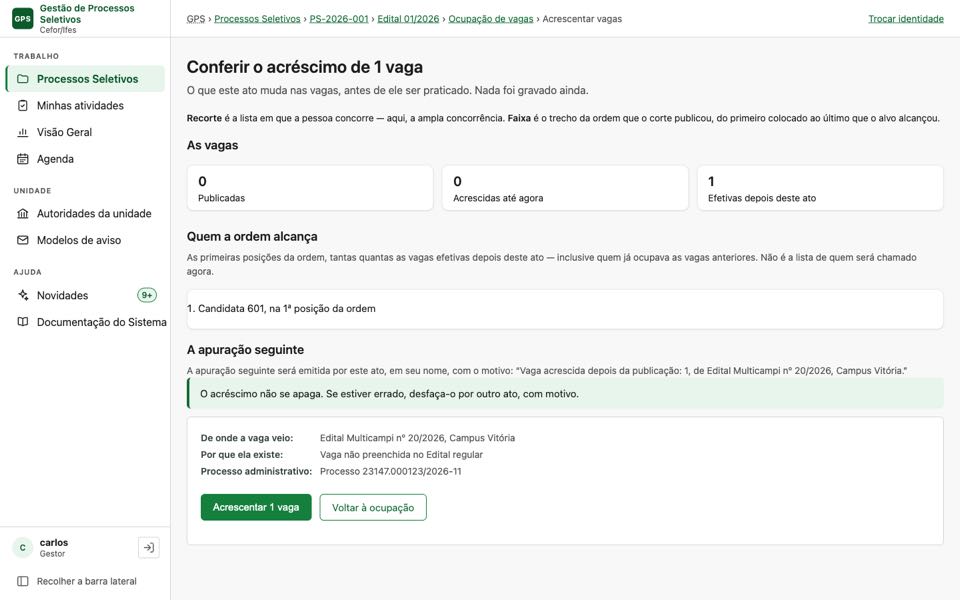 GPS
Gestão de Processos
Seletivos
Cefor/Ifes
TRABALHO
Processos Seletivos
Minhas atividades
Visão Geral
Agenda
UNIDADE
Autoridades da unidade
Modelos de aviso
AJUDA
Novidades 9+
Documentação do Sistema
C
carlos
Gestor
Recolher a barra lateral
GPS › Processos Seletivos › PS-2026-001 › Edital 01/2026 › Ocupação de vagas › Acrescentar vagas
Trocar identidade
Conferir o acréscimo de 1 vaga
O que este ato muda nas vagas, antes de ele ser praticado. Nada foi gravado ainda.
Recorte é a lista em que a pessoa concorre — aqui, a ampla concorrência. Faixa é o trecho da ordem que o corte publicou, do primeiro colocado ao último que o alvo alcançou.
As vagas
0
Publicadas
0
Acrescidas até agora
1
Efetivas depois deste ato
Quem a ordem alcança
As primeiras posições da ordem, tantas quantas as vagas efetivas depois deste ato — inclusive quem já ocupava as vagas anteriores. Não é a lista de quem será chamado
agora.
1. Candidata 601, na 1ª posição da ordem
A apuração seguinte
A apuração seguinte será emitida por este ato, em seu nome, com o motivo: “Vaga acrescida depois da publicação: 1, de Edital Multicampi nº 20/2026, Campus Vitória.”
O acréscimo não se apaga. Se estiver errado, desfaça-o por outro ato, com motivo.
De onde a vaga veio: Edital Multicampi nº 20/2026, Campus Vitória
Por que ela existe: Vaga não preenchida no Edital regular
Processo administrativo: Processo 23147.000123/2026-11
Acrescentar 1 vaga
Voltar à ocupação